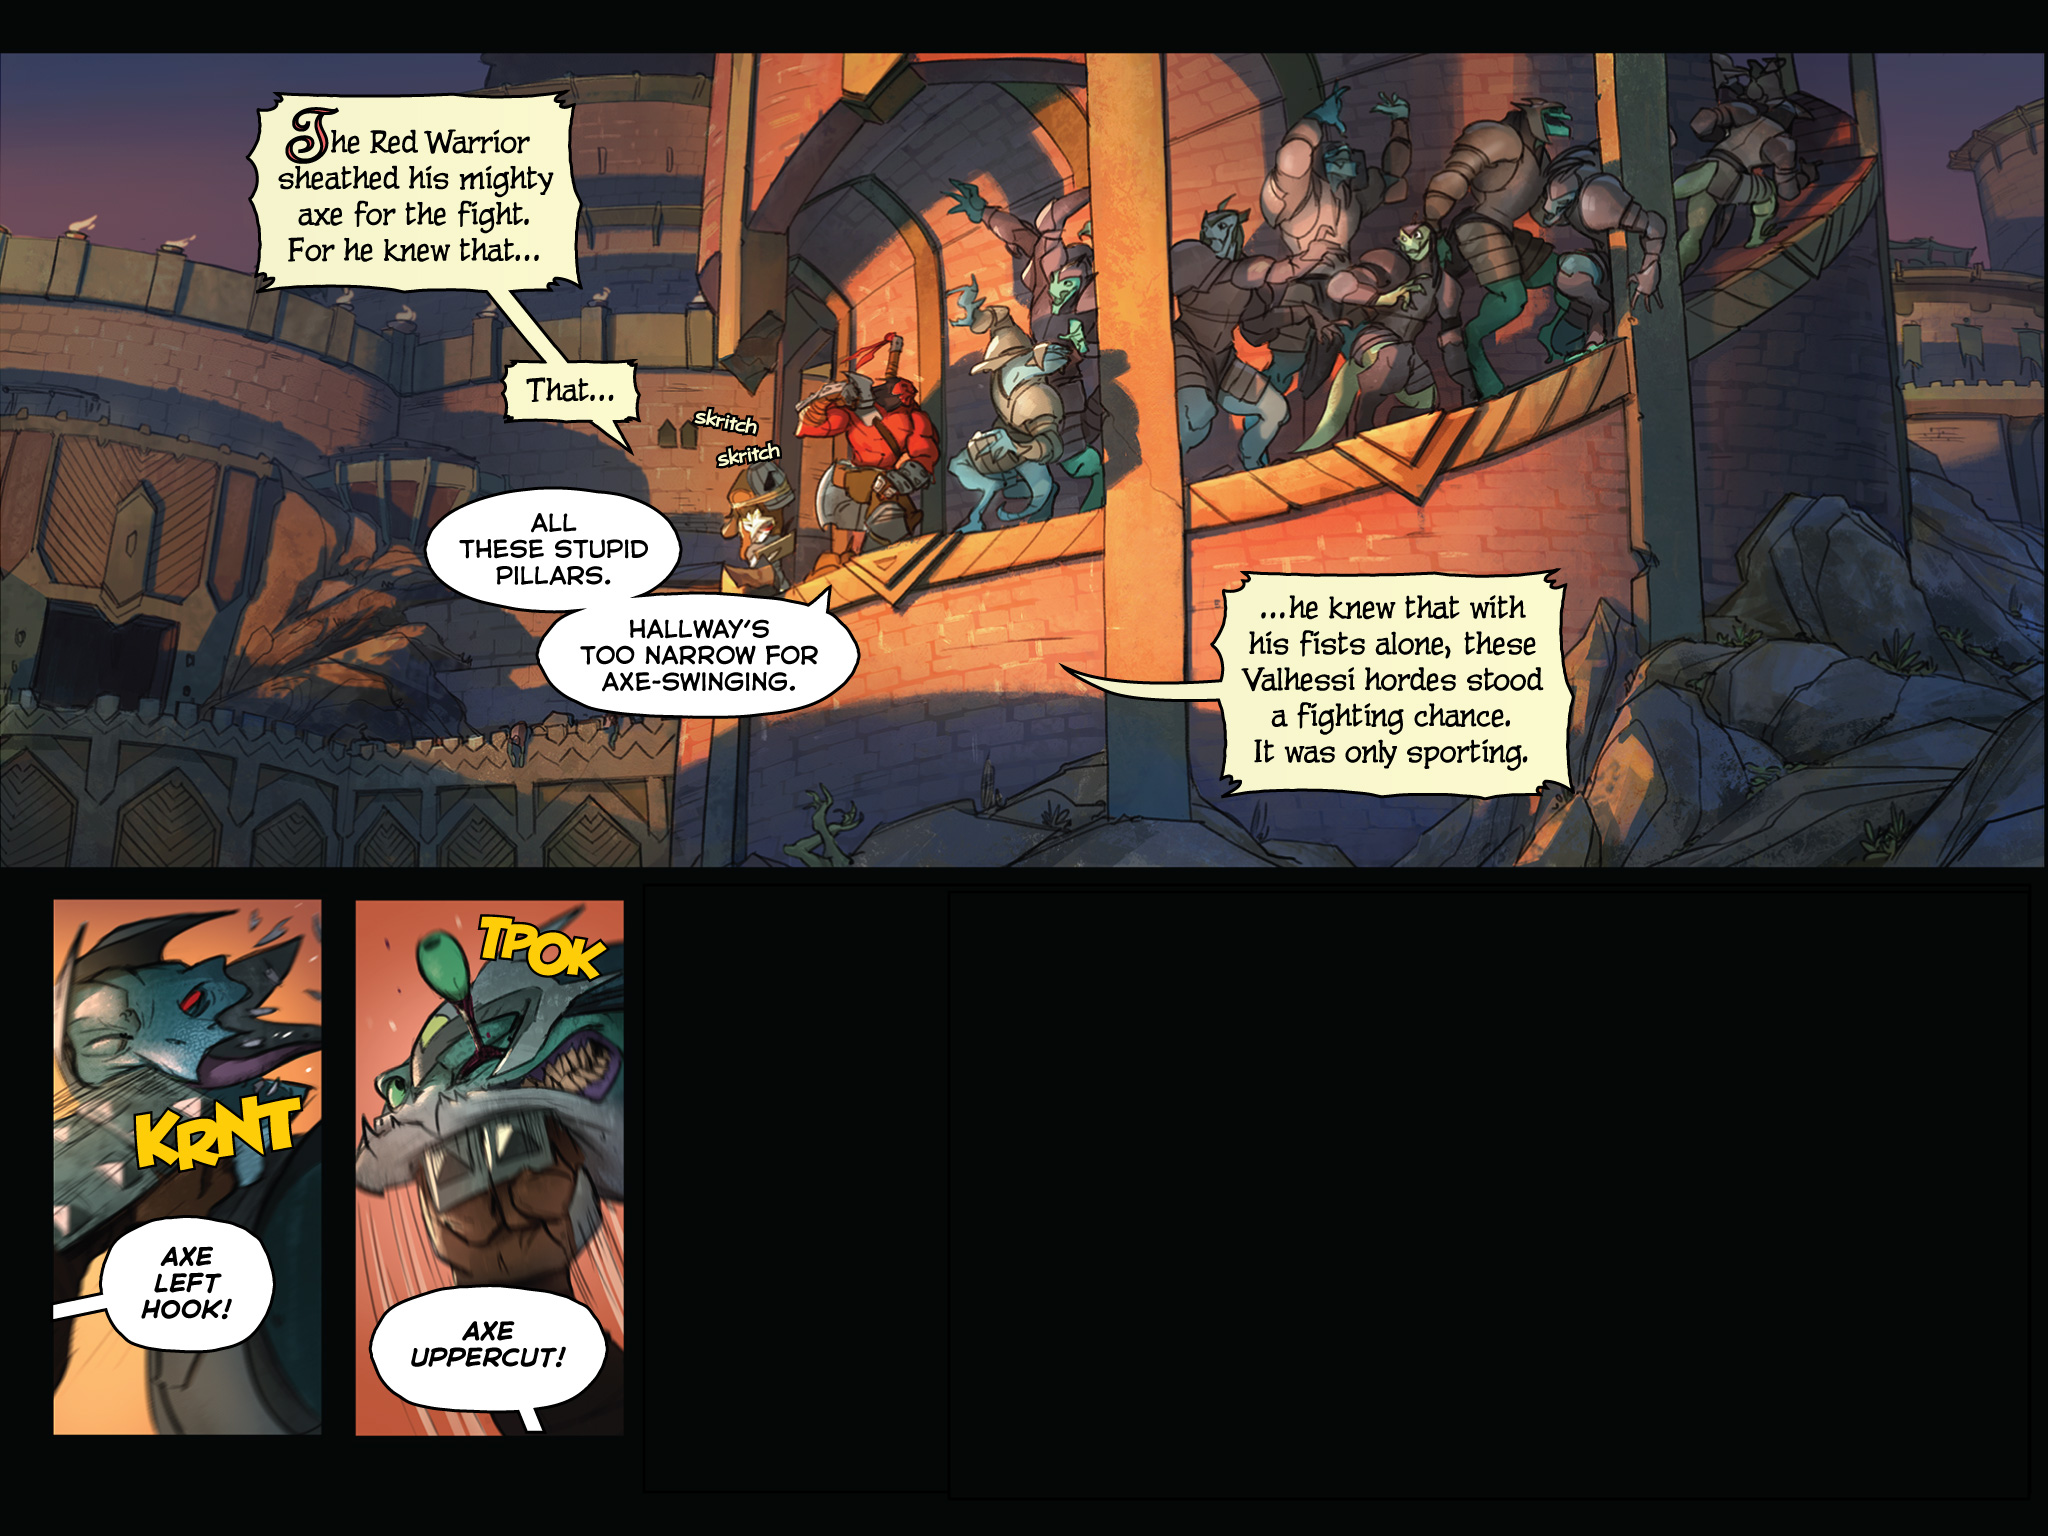 The Red Warrior
sheathed his mighty
axe for the fight.
For he knew that...
That...
skritch
skritch
ALL
THESE STUPID
PILLARS.
HALLWAY'S
TOO NARROW FOR
AXE-SWINGING.
...he knew that with
his fists alone, these
Valhessi hordes stood
a fighting chance.
It was only sporting.
KRNT
AXE
LEFT
HOOK!
TPOK
AXE
UPPERCUT!